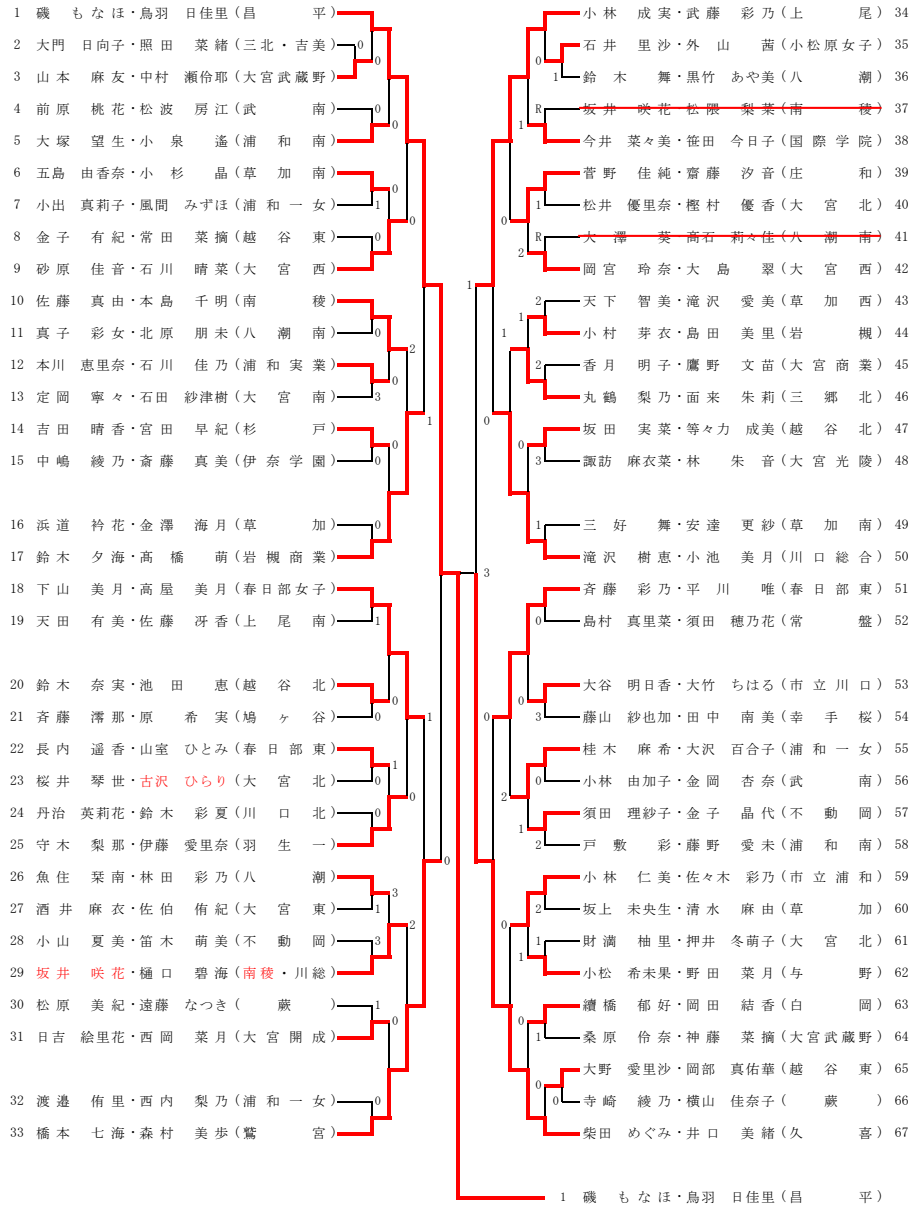 1 磯 もなほ・鳥羽 日佳里(昌 平)
2 大門 日向子・照田 菜緒(三北・吉美)
3 山本 麻友・中村 瀬伶耶(大宮武蔵野)
4 前原 桃花・松波 房江(武 南)
5 大塚 望生・小泉 遙(浦和南)
6 五島 由香奈・小杉 晶(草加南)
7 小出 真莉子・風間 みずほ(浦和一女)
8 金子 有紀・常田 菜摘(越谷東)
9 砂原 佳音・石川 晴菜(大宮西)
10 佐藤 真由・本島 千明(南 稜)
11 真子 彩女・北原 朋未(八潮南)
12 本川 恵里奈・石川 佳乃(浦和実業)
13 定岡 寧々・石田 紗津樹(大宮南)
14 吉田 晴香・宮田 早紀(杉 戸)
15 中嶋 綾乃・斎藤 真美(伊奈学園)
16 浜道 衿花・金澤 海月(草 加)
17 鈴木 夕海・髙橋 萌(岩槻商業)
18 下山 美月・高屋 美月(春日部女子)
19 天田 有美・佐藤 冴香(上尾南)
20 鈴木 奈実・池田 恵(越谷北)
21 斉藤 澪那・原 希実(鳩ヶ谷)
22 長内 遥香・山室 ひとみ(春日部東)
23 桜井 琴世・古沢 ひらり(大宮北)
24 丹治 英莉花・鈴木 彩夏(川口北)
25 守木 梨那・伊藤 愛里奈(羽生一)
26 魚住 栞南・林田 彩乃(八 潮)
27 酒井 麻衣・佐伯 侑紀(大宮東)
28 小山 夏美・笛木 萌美(不動岡)
29 坂井 咲花・樋口 碧海(南稜・川総)
30 松原 美紀・遠藤 なつき( 蕨 )
31 日吉 絵里花・西岡 菜月(大宮開成)
32 渡邉 侑里・西内 梨乃(浦和一女)
33 橋本 七海・森村 美歩(鷲 宮)
小林 成実・武藤 彩乃(上 尾) 34
石井 里沙・外山 茜(小松原女子) 35
鈴木 舞・黒竹 あや美(八 潮) 36
坂井 咲花・松隈 梨菜(南 稜) 37
今井 菜々美・笹田 今日子(国際学院) 38
菅野 佳純・齋藤 汐音(庄 和) 39
松井 優里奈・樫村 優香(大宮北) 40
大澤 葵・高石 莉々佳(八潮南) 41
岡宮 玲奈・大島 翠(大宮西) 42
天下 智美・滝沢 愛美(草加西) 43
小村 芽衣・島田 美里(岩 槻) 44
香月 明子・鷹野 文苗(大宮商業) 45
丸鶴 梨乃・面来 朱莉(三郷北) 46
坂田 実菜・等々力 成美(越谷北) 47
諏訪 麻衣菜・林 朱音(大宮光陵) 48
三好 舞・安達 更紗(草加南) 49
滝沢 樹恵・小池 美月(川口総合) 50
斉藤 彩乃・平川 唯(春日部東) 51
島村 真里菜・須田 穂乃花(常 盤) 52
大谷 明日香・大竹 ちはる(市立川口) 53
藤山 紗也加・田中 南美(幸手桜) 54
桂木 麻希・大沢 百合子(浦和一女) 55
小林 由加子・金岡 杏奈(武 南) 56
須田 理紗子・金子 晶代(不動岡) 57
戸敷 彩・藤野 愛未(浦和南) 58
小林 仁美・佐々木 彩乃(市立浦和) 59
坂上 未央生・清水 麻由(草 加) 60
財満 柚里・押井 冬萌子(大宮北) 61
小松 希未果・野田 菜月(与 野) 62
續橋 郁好・岡田 結香(白 岡) 63
桑原 伶奈・神藤 菜摘(大宮武蔵野) 64
大野 愛里沙・岡部 真佑華(越谷東) 65
寺崎 綾乃・横山 佳奈子( 蕨 ) 66
柴田 めぐみ・井口 美緒(久 喜) 67
1 磯 もなほ・鳥羽 日佳里(昌 平)